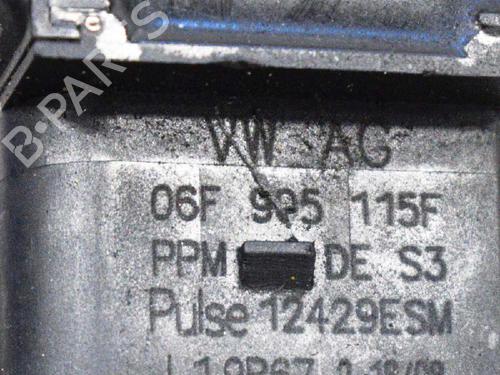 VW AG
06F 905 115F
PPM DE S3
Pulse 12429ESM
B-PARTS